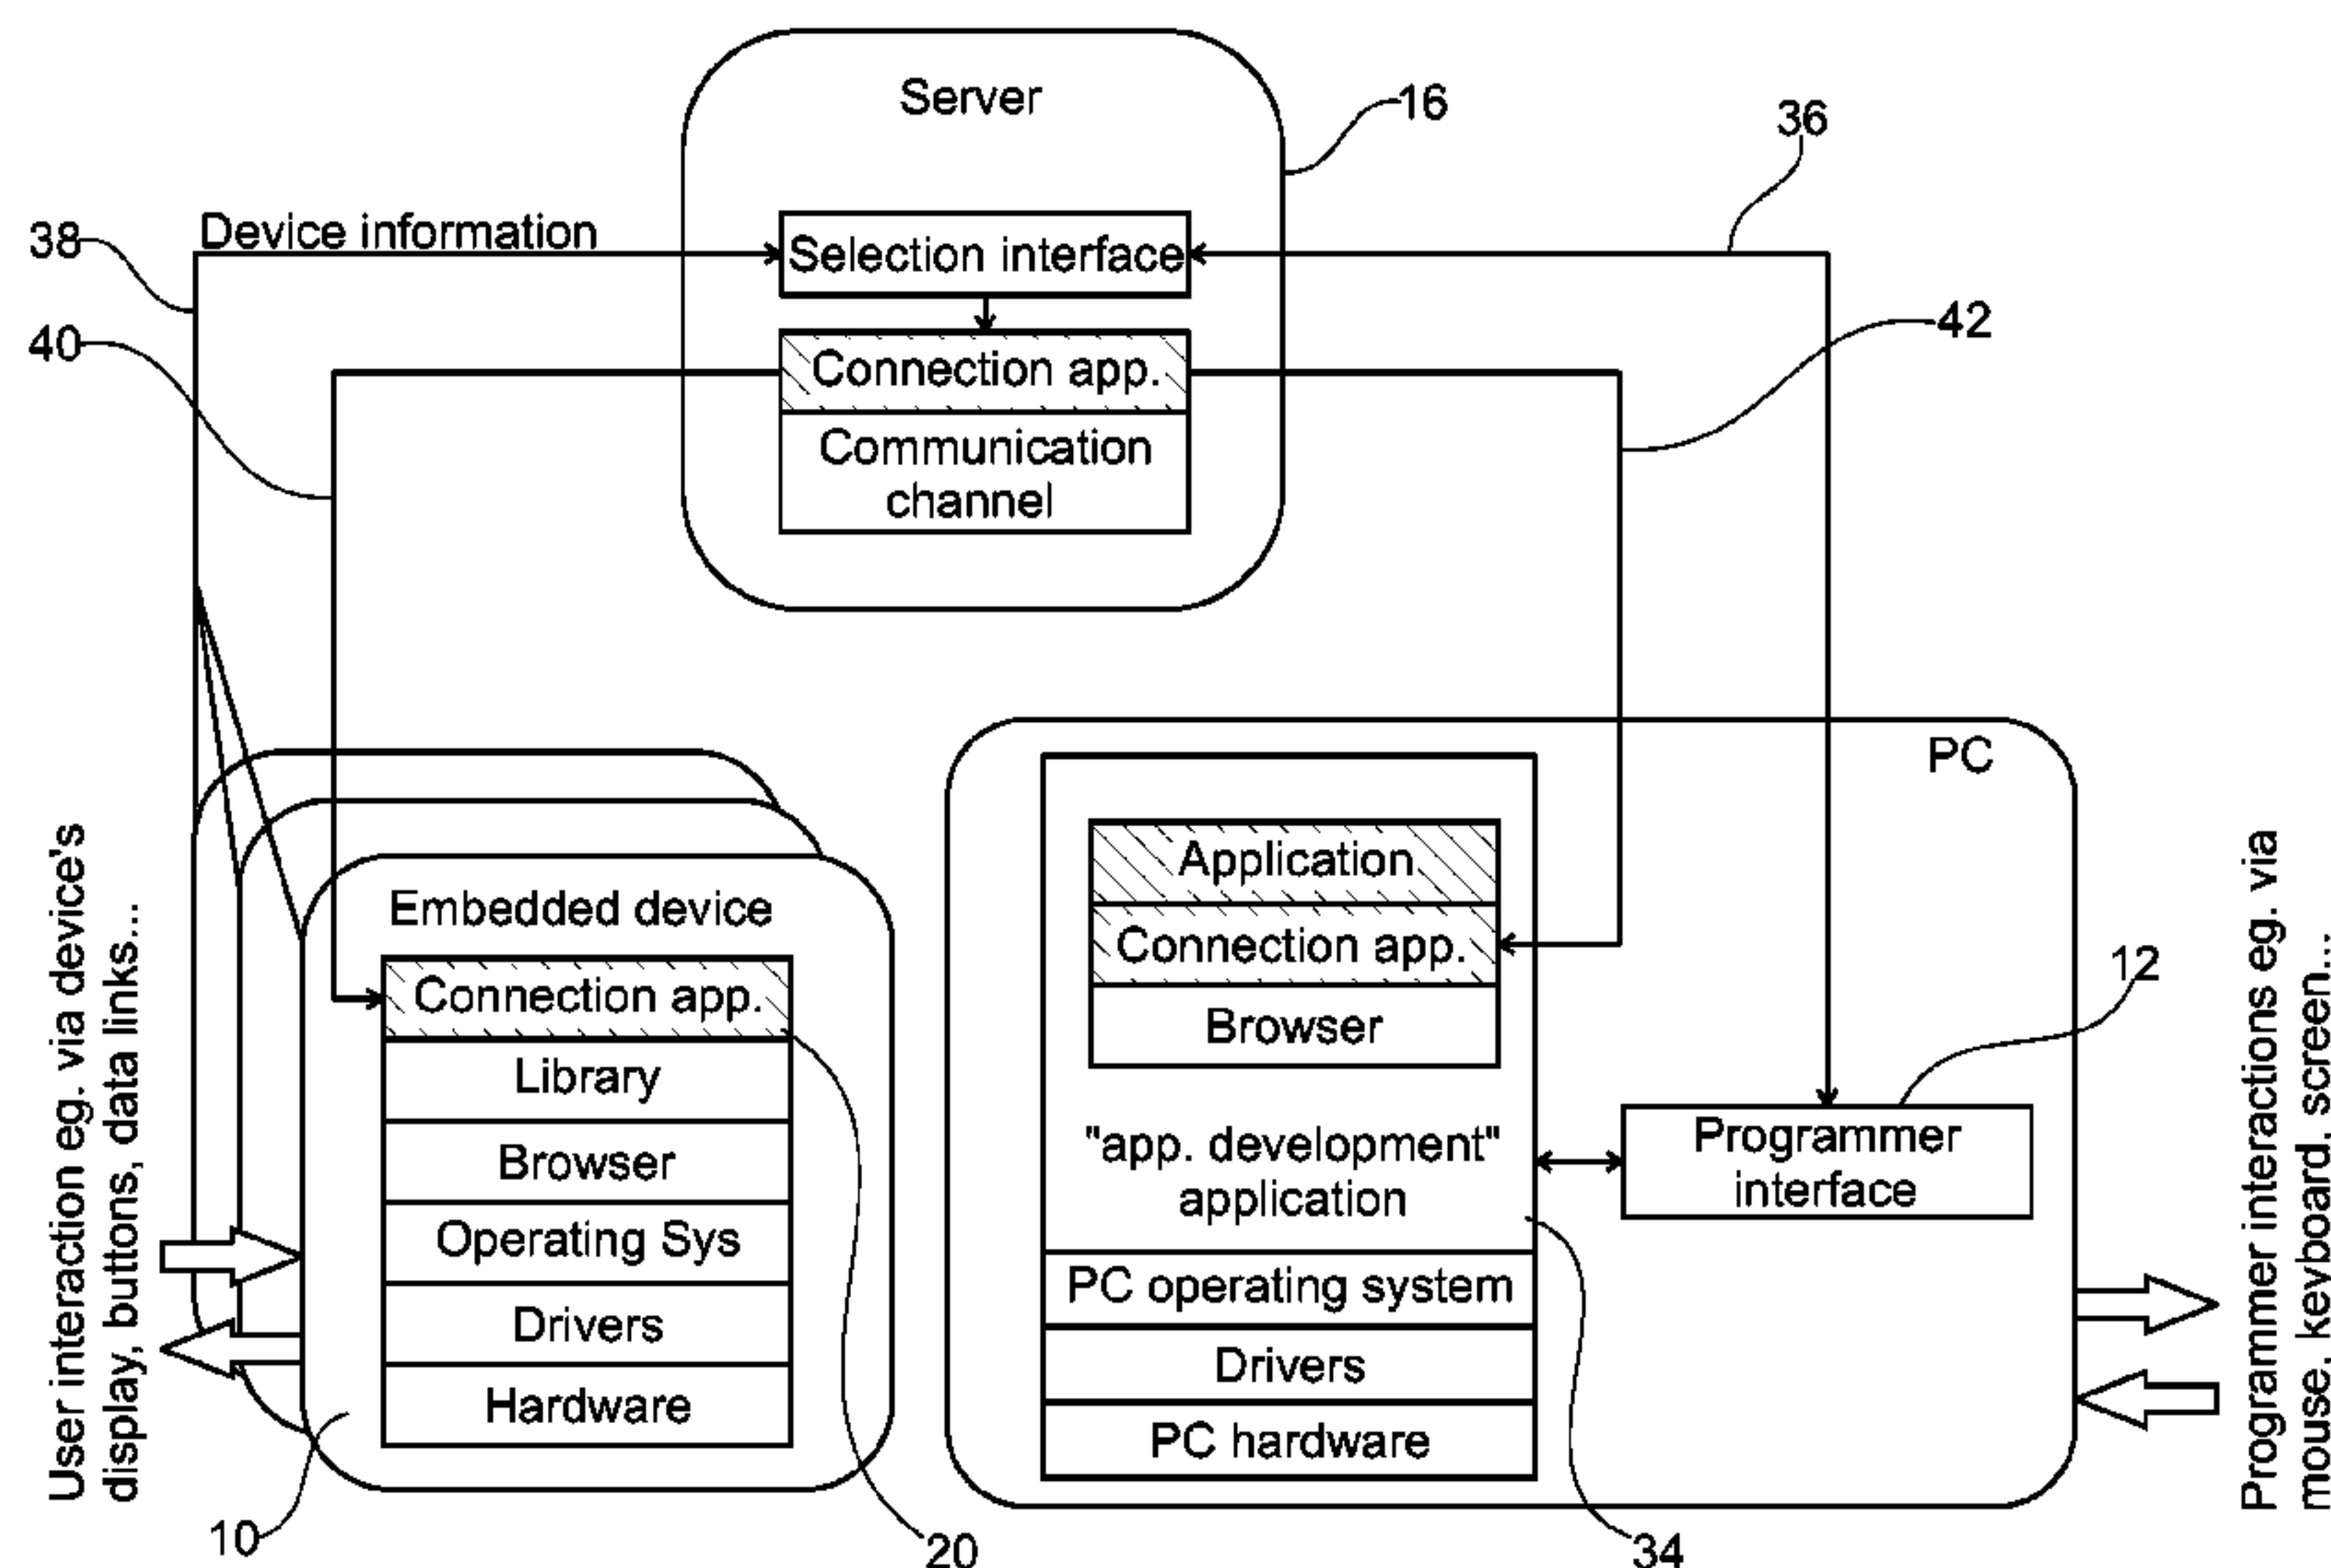 Server
16
36
38
Device information
Selection interface
40
Connection app.
42
Communication
channel
PC
Application
Embedded device
Connection app.
12
Connection app.
Browser
Library
"app. development"
application
Programmer
interface
Browser
Operating Sys
PC operating system
Drivers
Drivers
Hardware
PC hardware
10
20
34
User interaction eg. via device's
display, buttons, data links...
Programmer interactions eg. via
mouse, keyboard, screen...